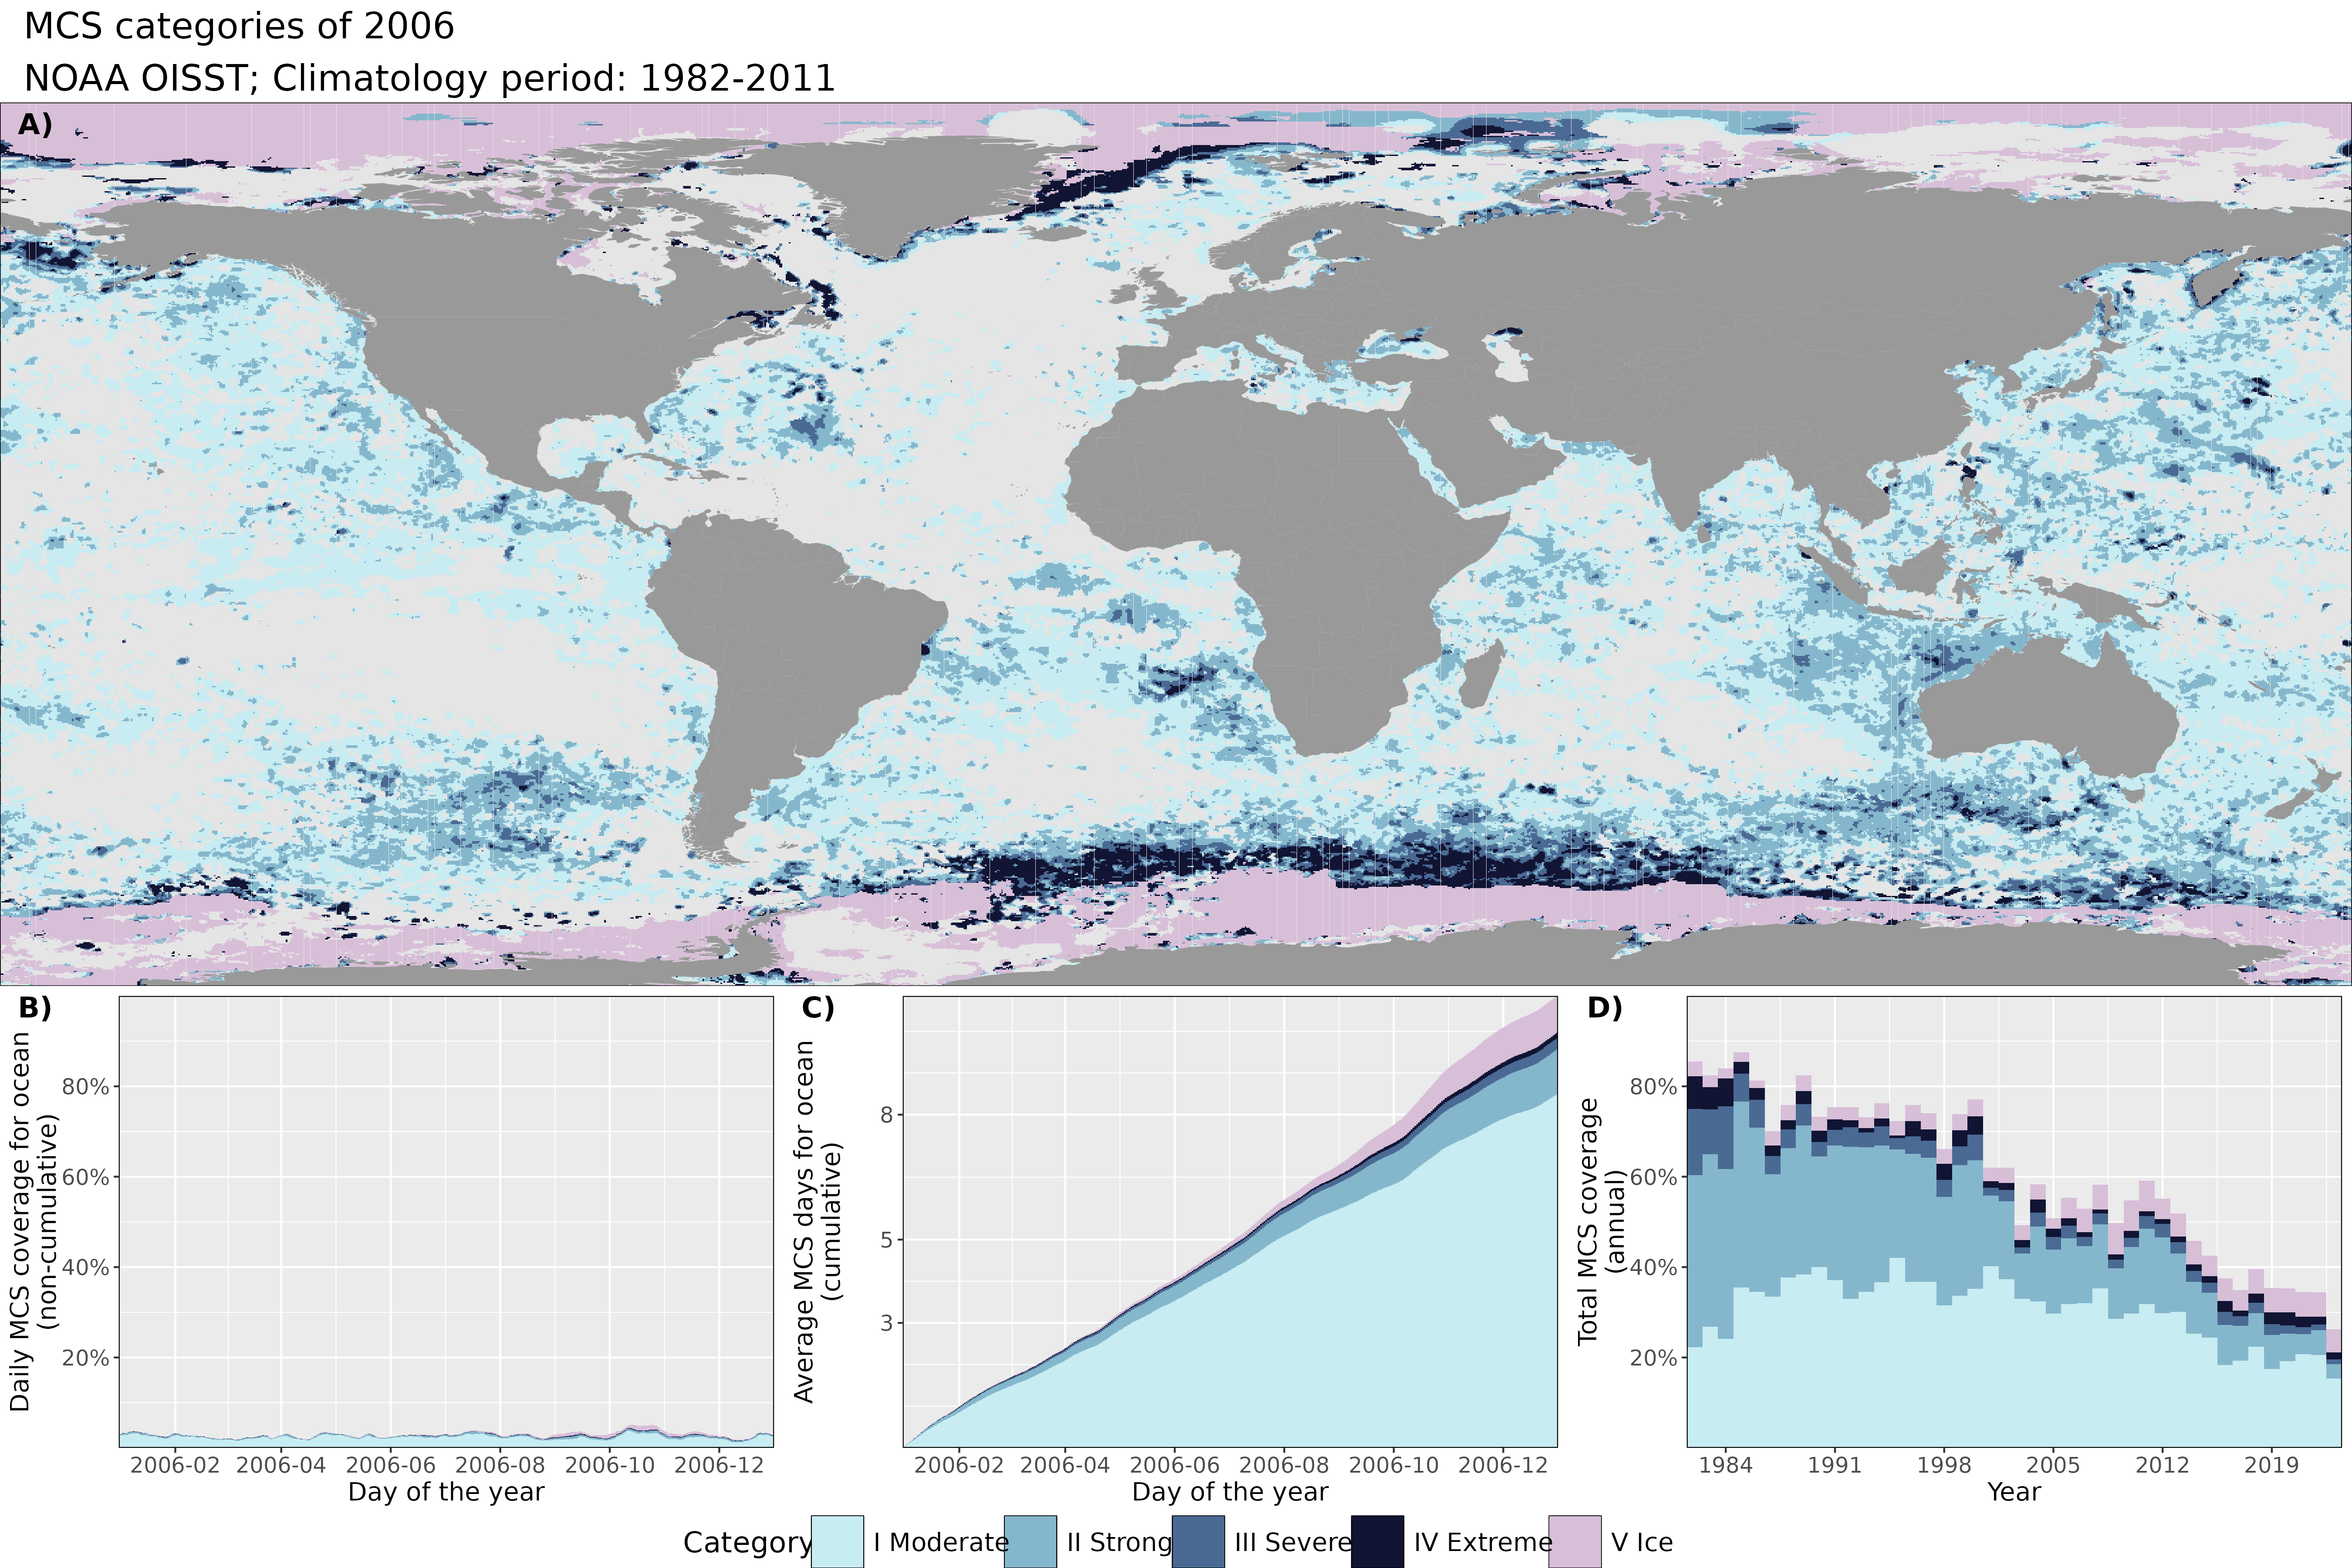 MCS categories of 2006
NOAA OISST; Climatology period: 1982-2011
A)
B)
Daily MCS coverage for ocean
(non-cumulative)
80%
60%
40%
20%
2006-02 2006-04 2006-06 2006-08 2006-10 2006-12
Day of the year
C)
Average MCS days for ocean
(cumulative)
8
5
3
2006-02 2006-04 2006-06 2006-08 2006-10 2006-12
Day of the year
D)
Total MCS coverage
(annual)
80%
60%
40%
20%
1984 1991 1998 2005 2012 2019
Year
Category I Moderate II Strong III Severe IV Extreme V Ice